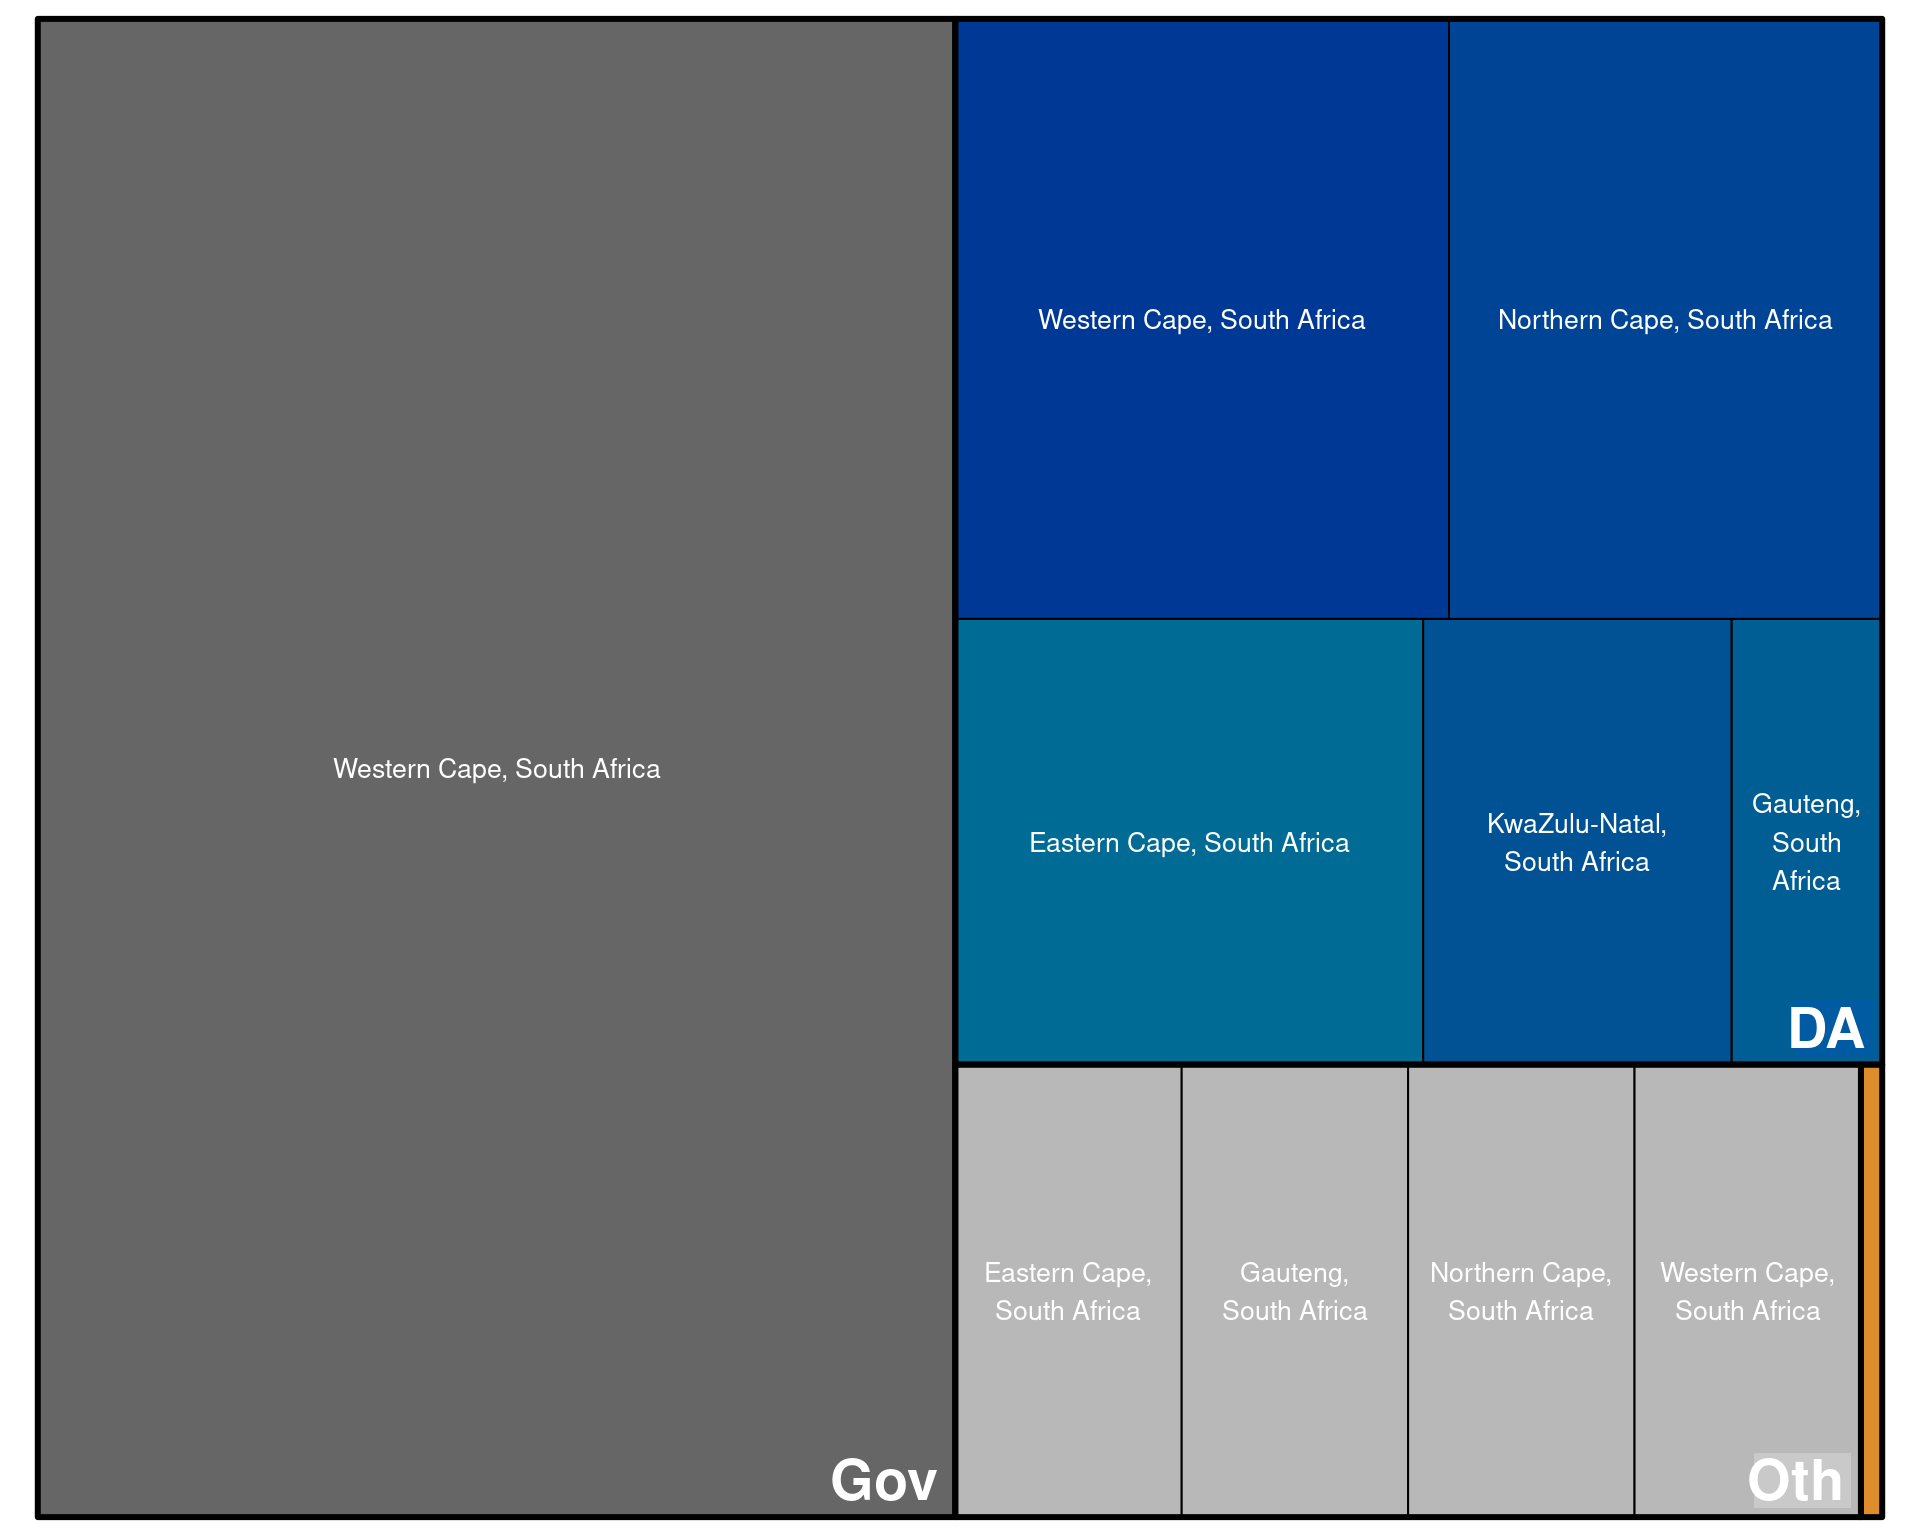 Western Cape, South Africa
Gov
Western Cape, South Africa
Northern Cape, South Africa
Eastern Cape, South Africa
KwaZulu-Natal,
South Africa
Gauteng,
South
Africa
DA
Eastern Cape,
South Africa
Gauteng,
South Africa
Northern Cape,
South Africa
Western Cape,
South Africa
Oth